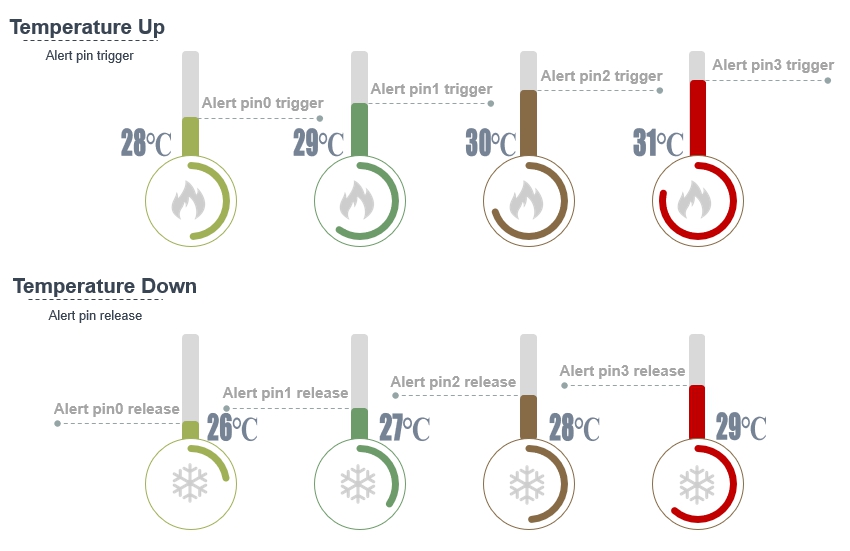 Temperature Up
Alert pin trigger
Alert pin0 trigger
28°C
Alert pin1 trigger
29°C
Alert pin2 trigger
30°C
Alert pin3 trigger
31°C
Temperature Down
Alert pin release
Alert pin0 release
26°C
Alert pin1 release
27°C
Alert pin2 release
28°C
Alert pin3 release
29°C